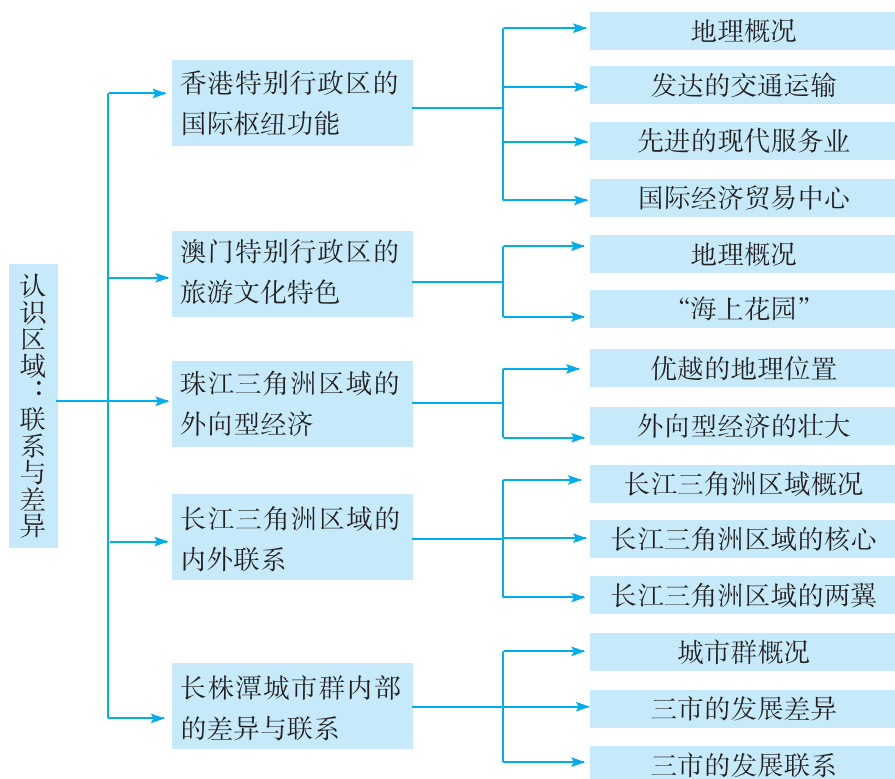 认识区域：联系与差异
香港特别行政区的
国际枢纽功能
地理概况
发达的交通运输
先进的现代服务业
国际经济贸易中心
澳门特别行政区的
旅游文化特色
地理概况
“海上花园”
珠江三角洲区域的
外向型经济
优越的地理位置
外向型经济的壮大
长江三角洲区域的
内外联系
长江三角洲区域概况
长江三角洲区域的核心
长江三角洲区域的两翼
长株潭城市群内部
的差异与联系
城市群概况
三市的发展差异
三市的发展联系